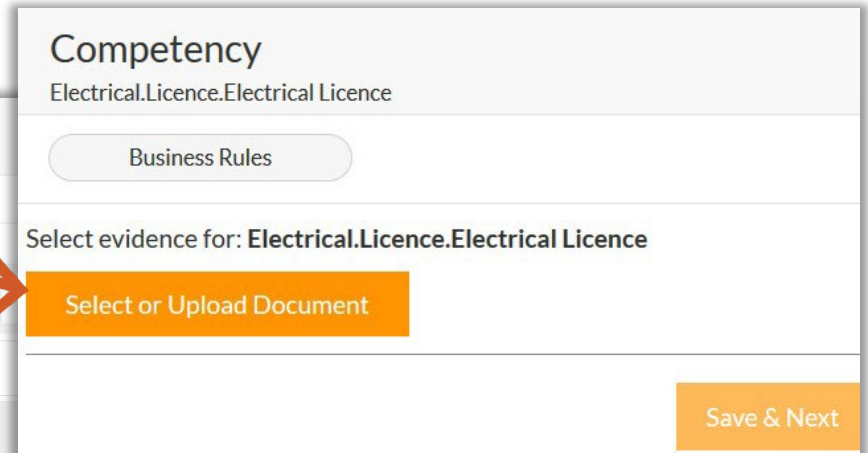 Competency
Electrical.Licence.Electrical Licence
Business Rules
Select evidence for: Electrical.Licence.Electrical Licence
Select or Upload Document
Save & Next